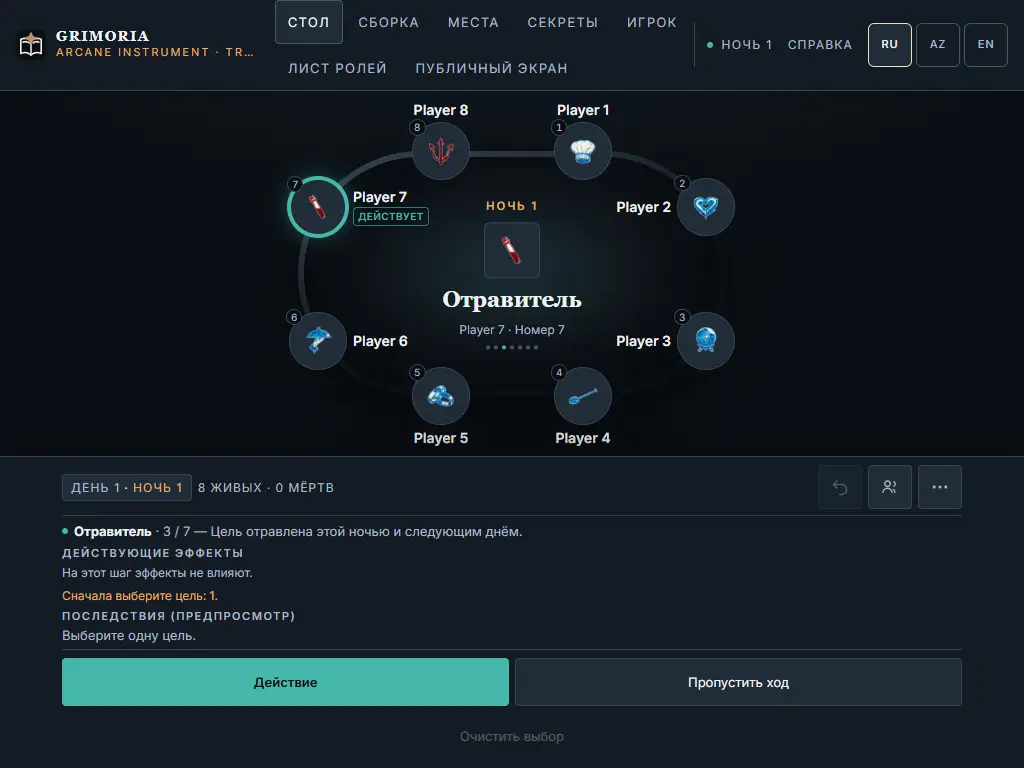 GRIMORIA
ARCANE INSTRUMENT · TR…
СТОЛ
СБОРКА
МЕСТА
СЕКРЕТЫ
ИГРОК
ЛИСТ РОЛЕЙ
ПУБЛИЧНЫЙ ЭКРАН
НОЧЬ 1
СПРАВКА
RU
AZ
EN
Player 8
8
Player 1
1
7
Player 7
ДЕЙСТВУЕТ
Player 2
2
НОЧЬ 1
Отравитель
Player 7 · Номер 7
6
Player 6
Player 3
3
5
Player 5
4
Player 4
ДЕНЬ 1 · НОЧЬ 1
8 ЖИВЫХ · 0 МЁРТВ
Отравитель · 3 / 7 — Цель отравлена этой ночью и следующим днём.
ДЕЙСТВУЮЩИЕ ЭФФЕКТЫ
На этот шаг эффекты не влияют.
Сначала выберите цель: 1.
ПОСЛЕДСТВИЯ (ПРЕДПРОСМОТР)
Выберите одну цель.
Действие
Пропустить ход
Очистить выбор